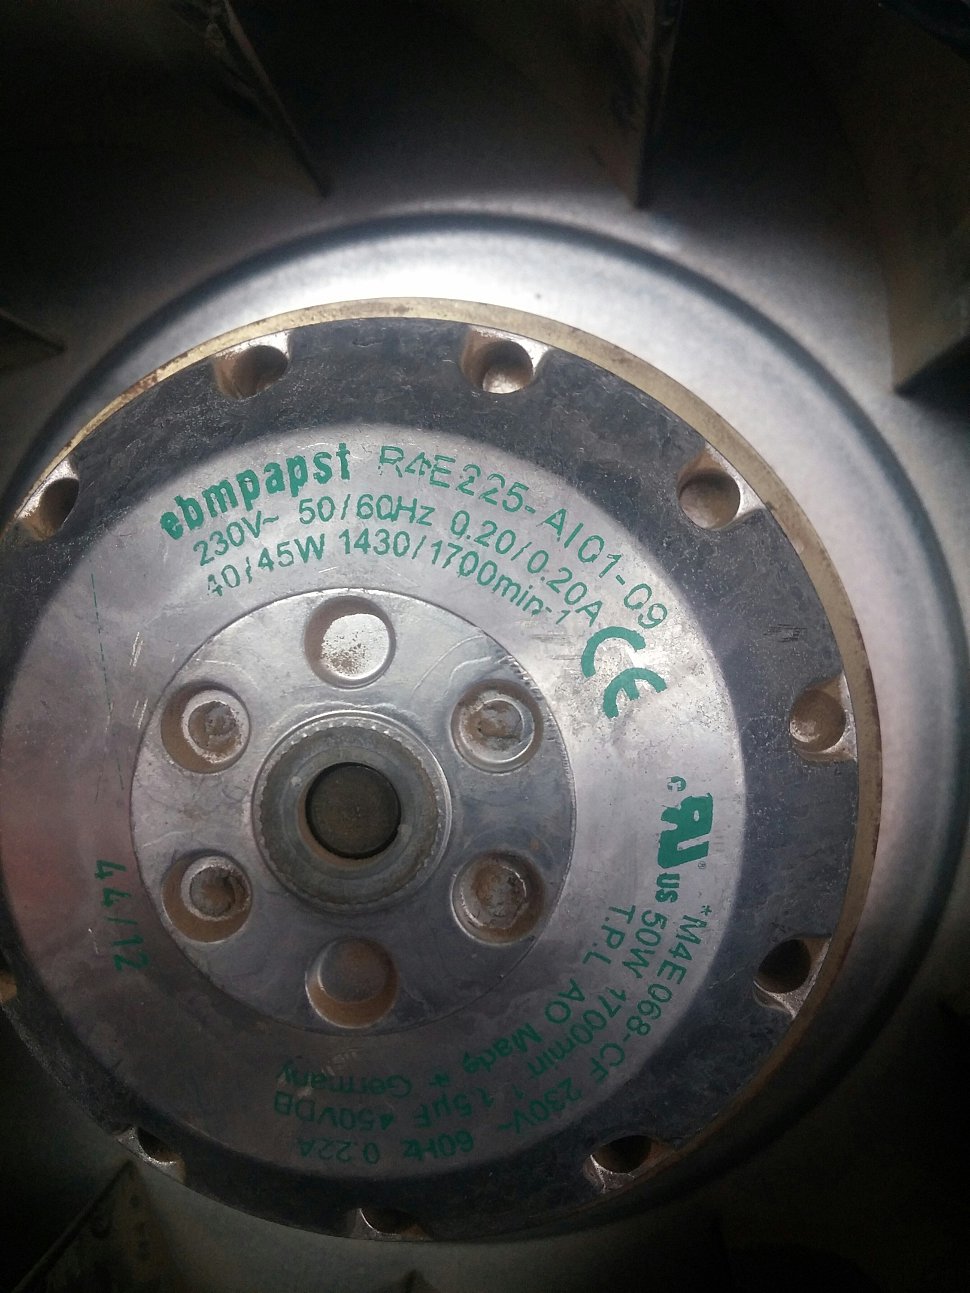 ebmpapst R4E225-AI01-09
230V~ 50/60Hz 0.20/0.20A
40/45W 1430/1700min-1
CE
c RU ® us
*M4E068-CF 230V~ 60Hz 0.22A
50W 1700min-1 1.5µF 450VDB
T.P.L AO Made in Germany
44/12